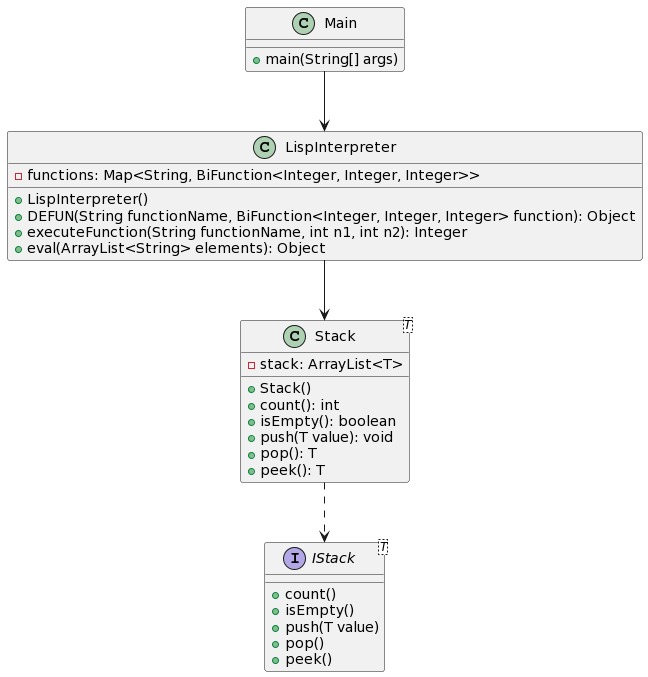 C Main
main(String[] args)
C LispInterpreter
functions: Map<String, BiFunction<Integer, Integer, Integer>>
LispInterpreter()
DEFUN(String functionName, BiFunction<Integer, Integer, Integer> function): Object
executeFunction(String functionName, int n1, int n2): Integer
eval(ArrayList<String> elements): Object
C Stack T
stack: ArrayList<T>
Stack()
count(): int
isEmpty(): boolean
push(T value): void
pop(): T
peek(): T
I IStack T
count()
isEmpty()
push(T value)
pop()
peek()